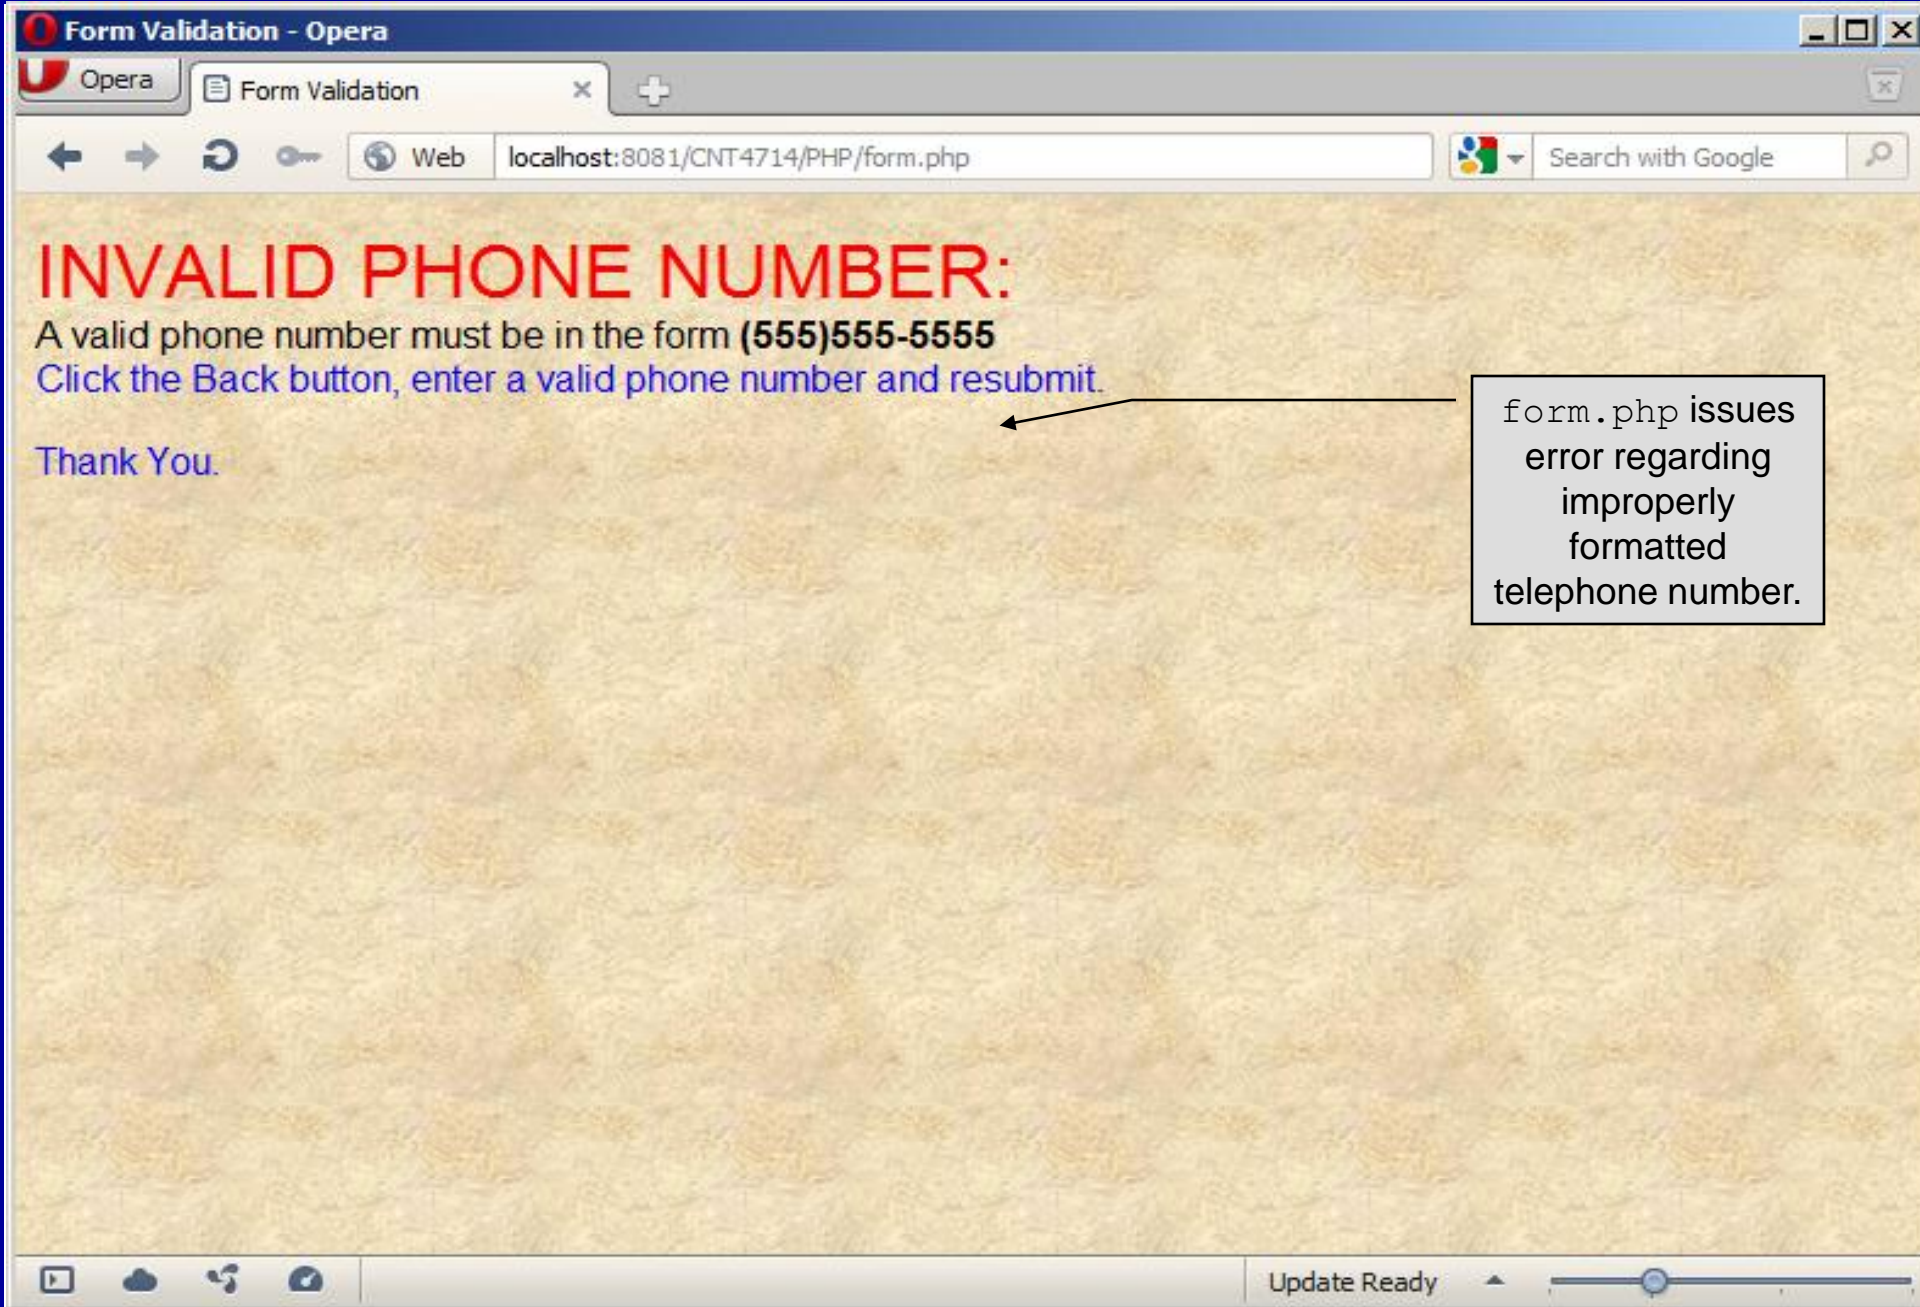 Form Validation - Opera
Opera
Form Validation
Web
localhost:8081/CNT4714/PHP/form.php
Search with Google
INVALID PHONE NUMBER:
A valid phone number must be in the form (555)555-5555
Click the Back button, enter a valid phone number and resubmit.
Thank You.
form.php issues
error regarding
improperly
formatted
telephone number.
Update Ready